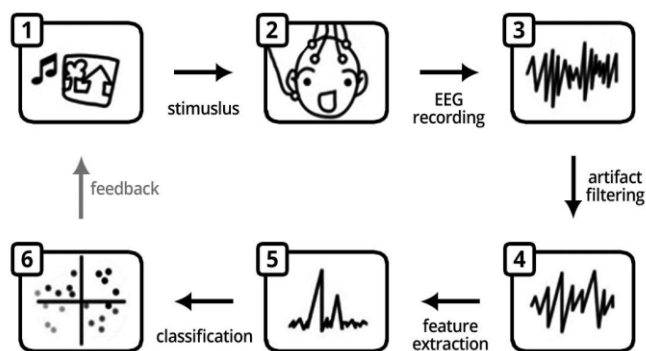 1
2
3
stimuslus
EEG
recording
artifact
filtering
feedback
6
5
4
classification
feature
extraction